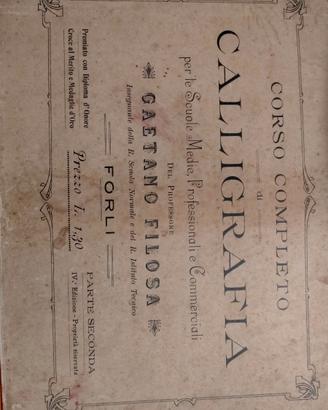 CORSO COMPLETO
di
CALLIGRAFIA
per le Scuole Medie, Professionali e Commerciali
DEL PROFESSORE
GAETANO FILOSA
Insegnante della R. Scuola Normale e del R. Istituto Tecnico
FORLÌ
Premiato con Diploma d'Onore
Croce al Merito e Medaglia d'Oro
Prezzo L. 1,30
PARTE SECONDA
IV.ª Edizione - Proprietà riservata